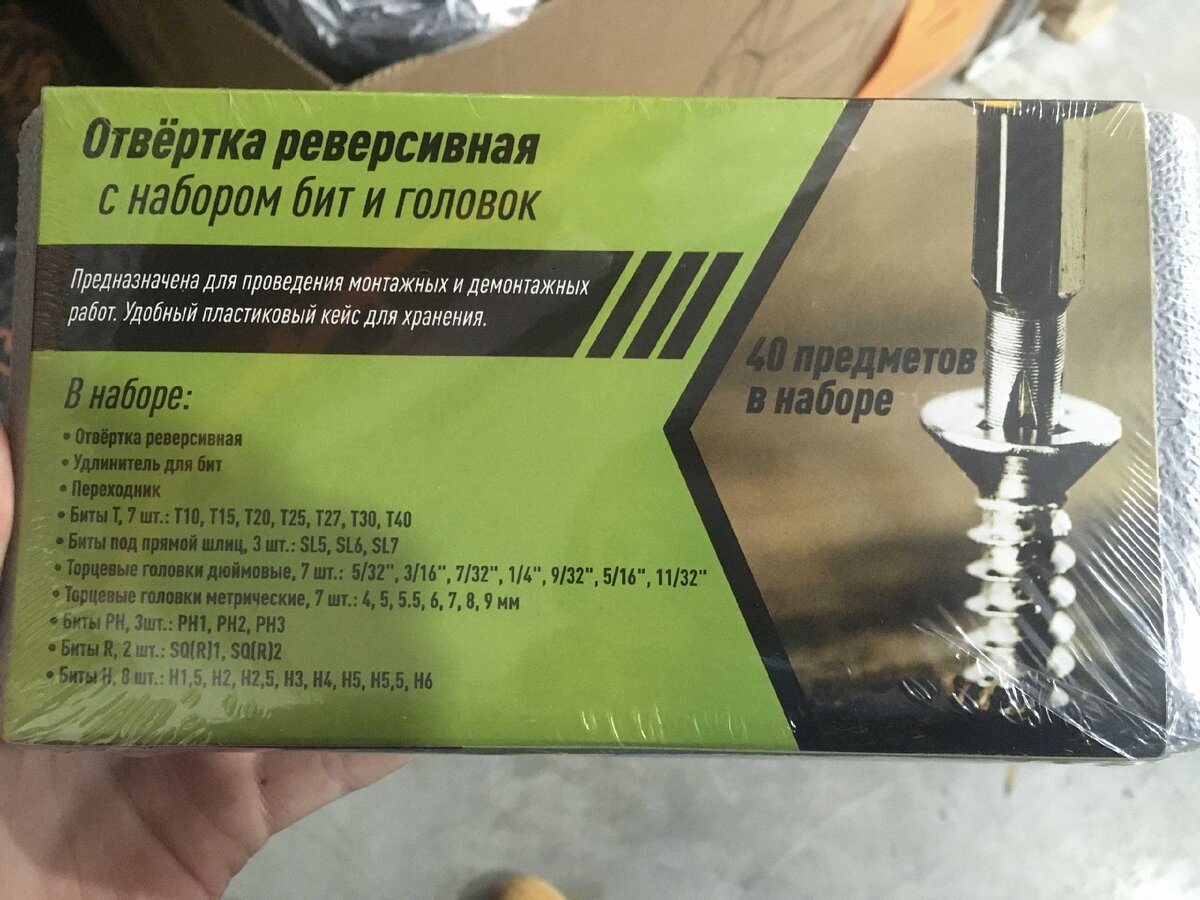 Отвёртка реверсивная
с набором бит и головок
Предназначена для проведения монтажных и демонтажных
работ. Удобный пластиковый кейс для хранения.
40 предметов
в наборе
В наборе:
• Отвёртка реверсивная
• Удлинитель для бит
• Переходник
• Биты Т, 7 шт.: T10, T15, T20, T25, T27, T30, T40
• Биты под прямой шлиц, 3 шт.: SL5, SL6, SL7
• Торцевые головки дюймовые, 7 шт.: 5/32", 3/16", 7/32", 1/4", 9/32", 5/16", 11/32"
• Торцевые головки метрические, 7 шт.: 4, 5, 5.5, 6, 7, 8, 9 мм
• Биты PH, 3шт.: PH1, PH2, PH3
• Биты R, 2 шт.: SQ(R)1, SQ(R)2
• Биты H, 8 шт.: H1,5, H2, H2,5, H3, H4, H5, H5,5, H6